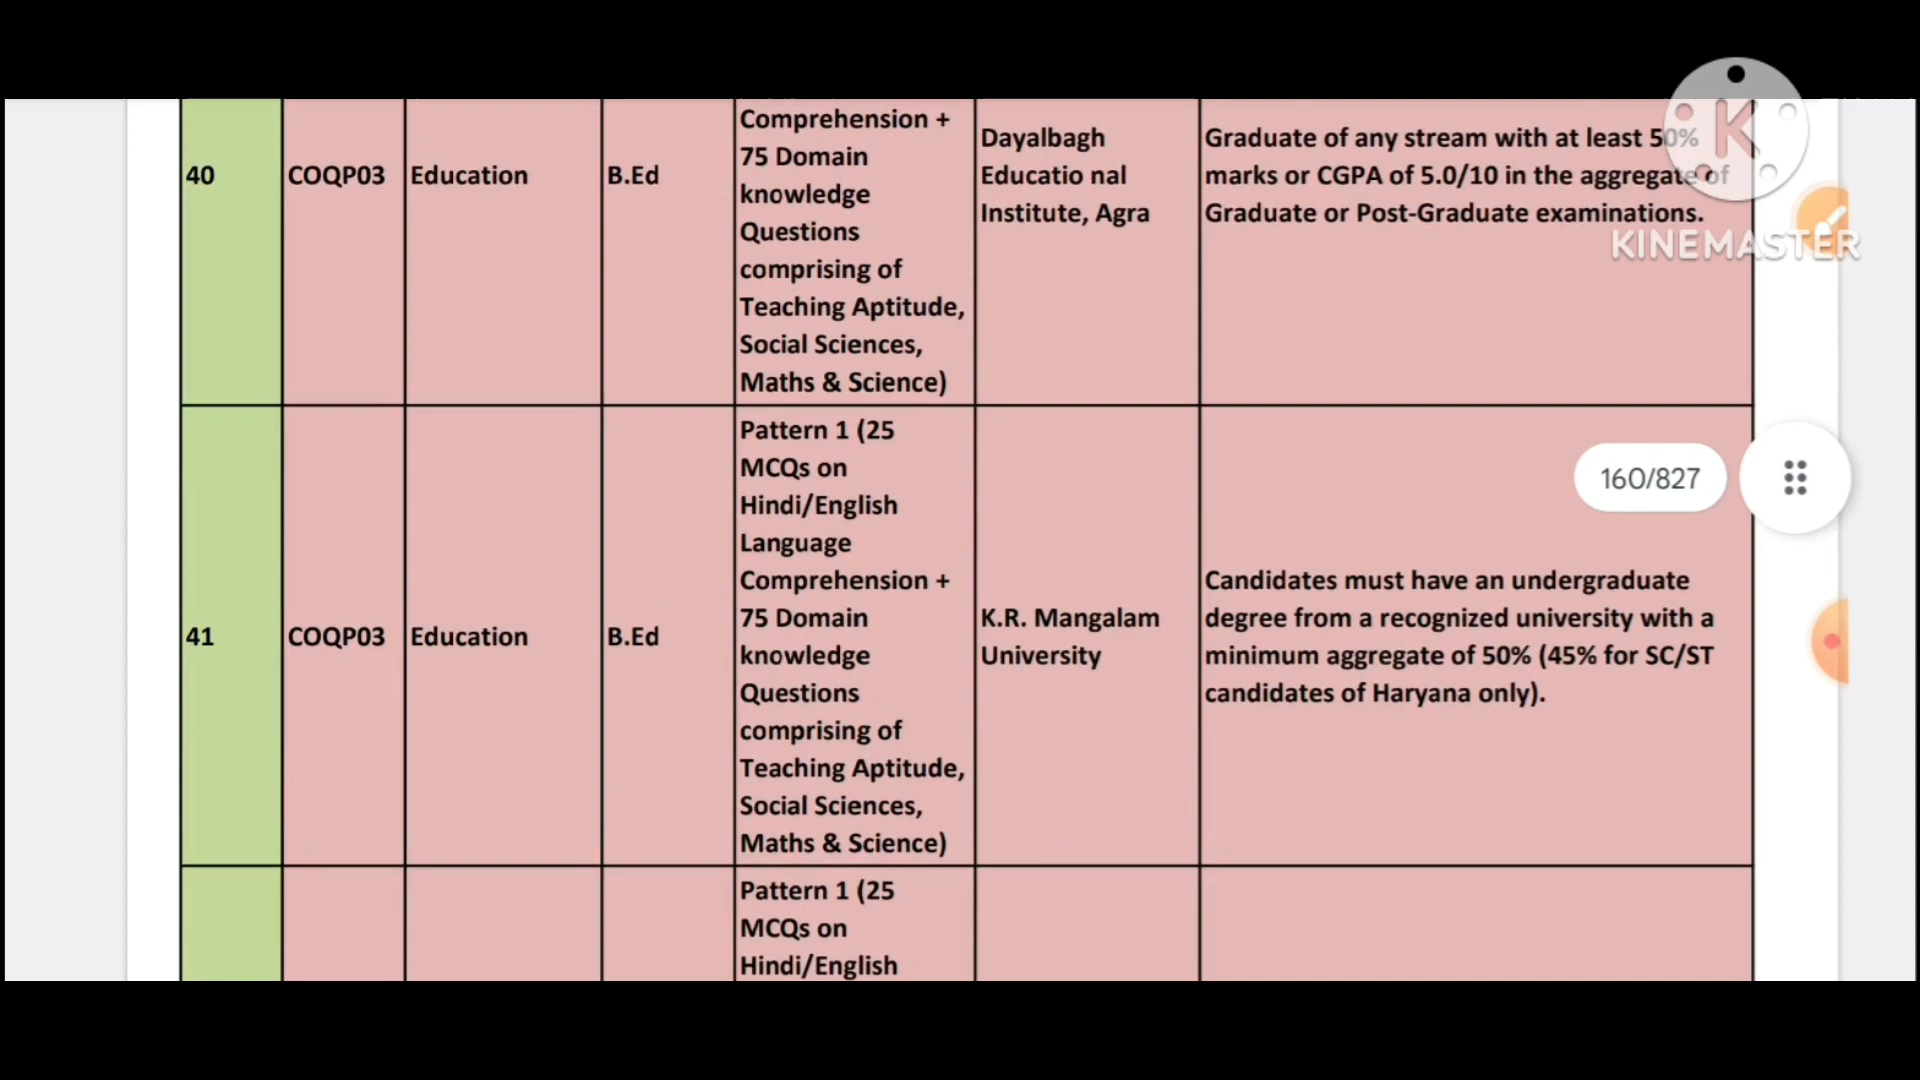 Comprehension +
75 Domain
knowledge
Questions
comprising of
Teaching Aptitude,
Social Sciences,
Maths & Science)
40
COQP03
Education
B.Ed
Dayalbagh
Educatio nal
Institute, Agra
Graduate of any stream with at least 50%
marks or CGPA of 5.0/10 in the aggregate of
Graduate or Post-Graduate examinations.
K
KINEMASTER
160/827
41
COQP03
Education
B.Ed
Pattern 1 (25
MCQs on
Hindi/English
Language
Comprehension +
75 Domain
knowledge
Questions
comprising of
Teaching Aptitude,
Social Sciences,
Maths & Science)
K.R. Mangalam
University
Candidates must have an undergraduate
degree from a recognized university with a
minimum aggregate of 50% (45% for SC/ST
candidates of Haryana only).
Pattern 1 (25
MCQs on
Hindi/English